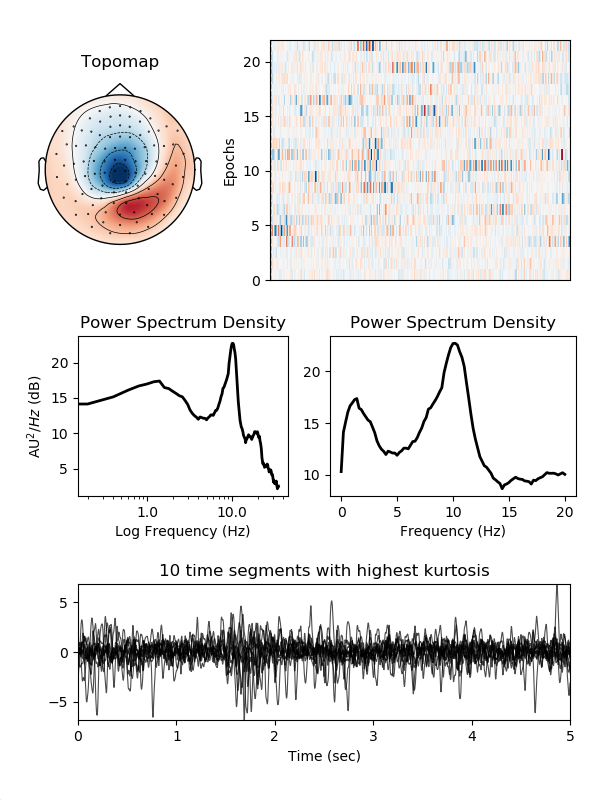 Topomap
Epochs
20
15
10
5
0
Power Spectrum Density
AU²/Hz (dB)
20
15
10
5
1.0 10.0
Log Frequency (Hz)
Power Spectrum Density
20
15
10
0 5 10 15 20
Frequency (Hz)
10 time segments with highest kurtosis
5
0
−5
0 1 2 3 4 5
Time (sec)